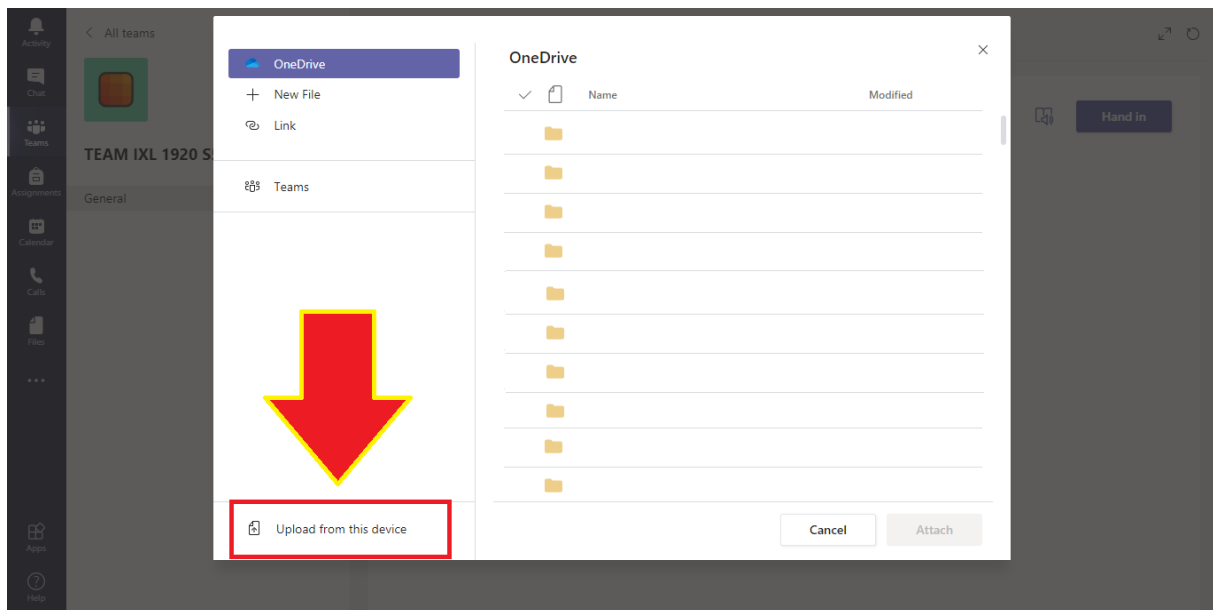 Activity
Chat
Teams
Assignments
Calendar
Calls
Files
Apps
Help
All teams
TEAM IXL 1920
General
OneDrive
New File
Link
Teams
Upload from this device
OneDrive
Name Modified
Cancel Attach
Hand in